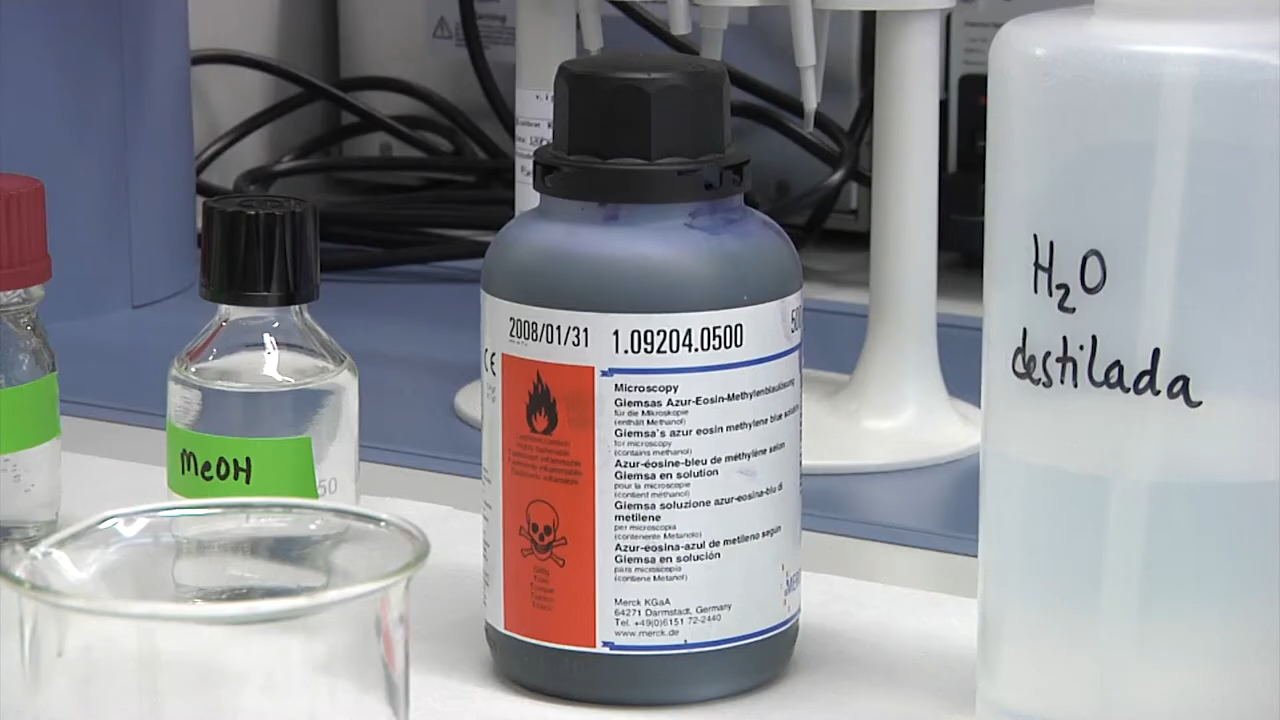 MeOH
50
2008/01/31 1.09204.0500
CE
Microscopy
Giemsas Azur-Eosin-Methylenblaulösung
für die Mikroskopie
(enthält Methanol)
Giemsa's azur eosin methylene blue solution
for microscopy
(contains methanol)
Azur-éosine-bleu de méthylène selon
Giemsa en solution
pour la microscopie
(contient méthanol)
Giemsa soluzione azur-eosina-blu di
metilene
per microscopia
(contenente Metanolo)
Azur-eosina-azul de metileno según
Giemsa en solución
para microscopía
(contiene Metanol)
Merck KGaA
64271 Darmstadt, Germany
Tel. +49(0)6151 72-2440
www.merck.de
H₂O
destilada